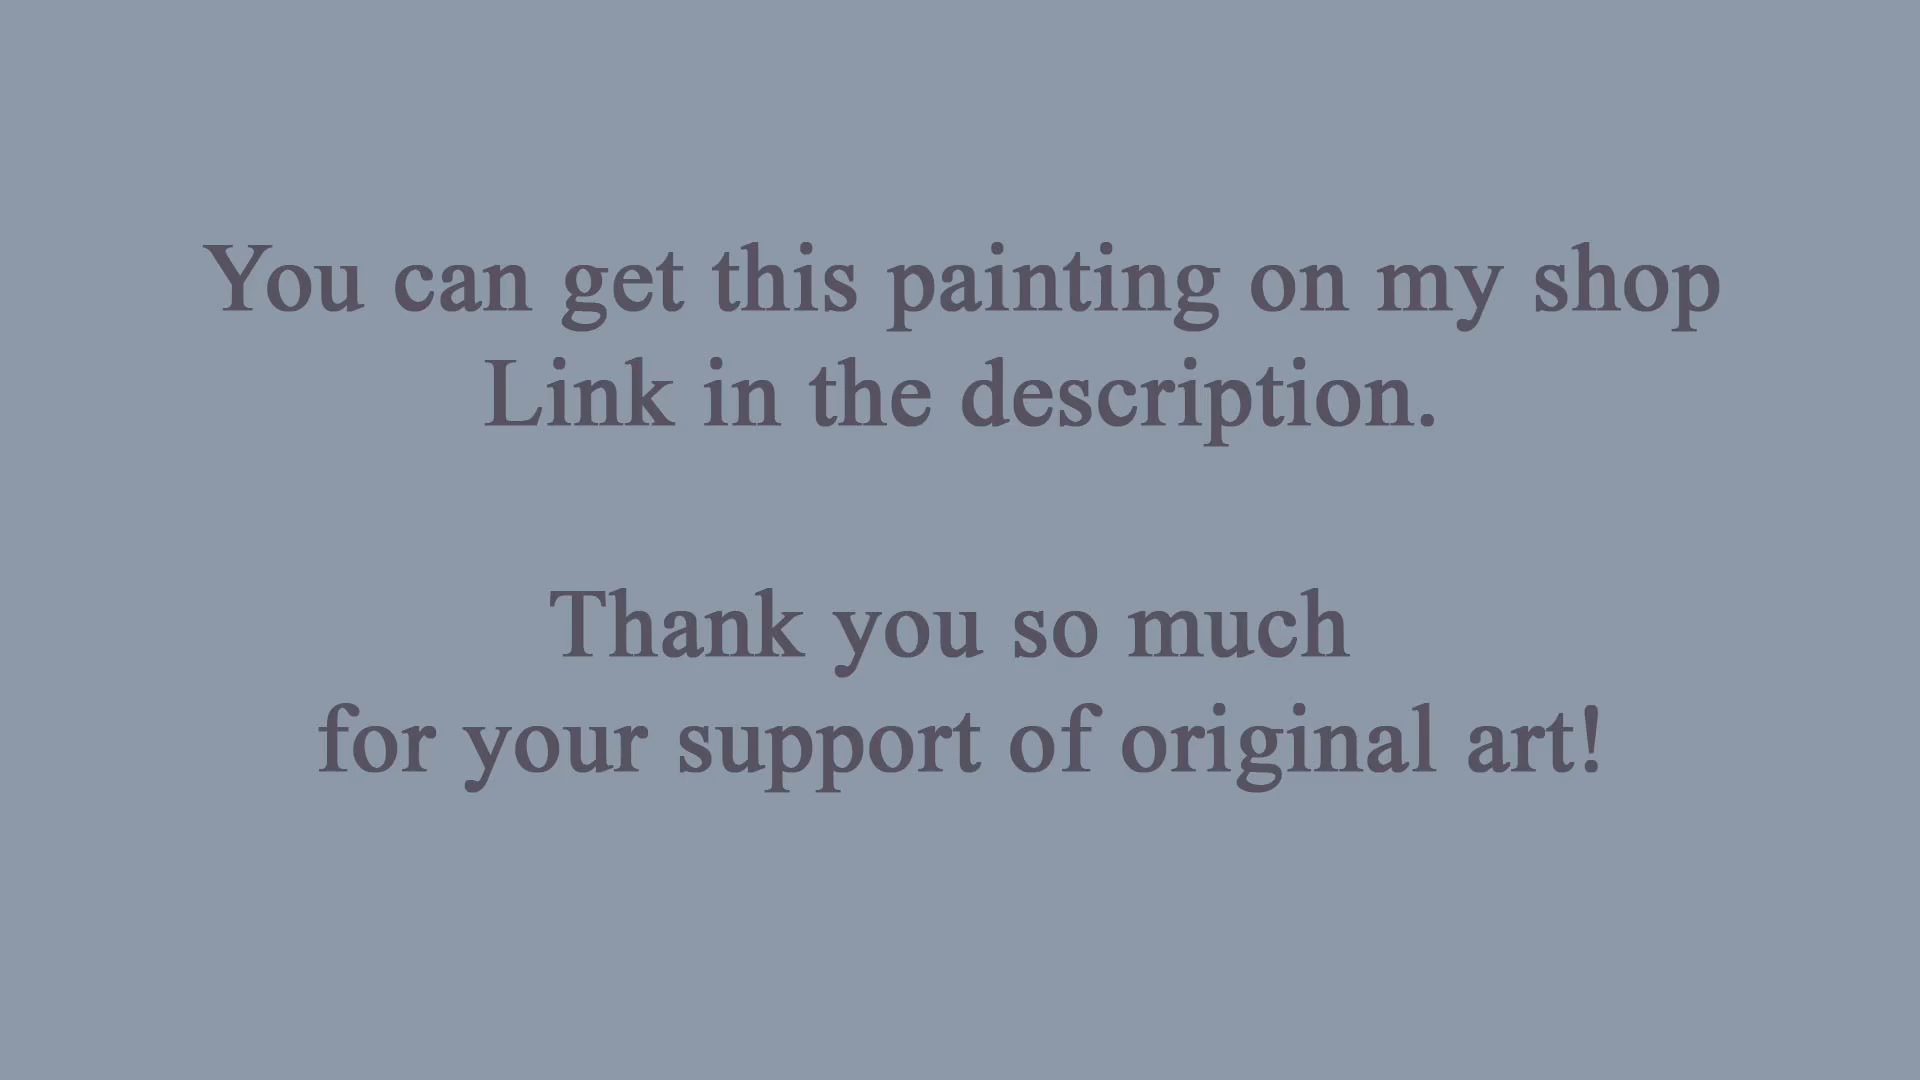 You can get this painting on my shop
Link in the description.
Thank you so much
for your support of original art!